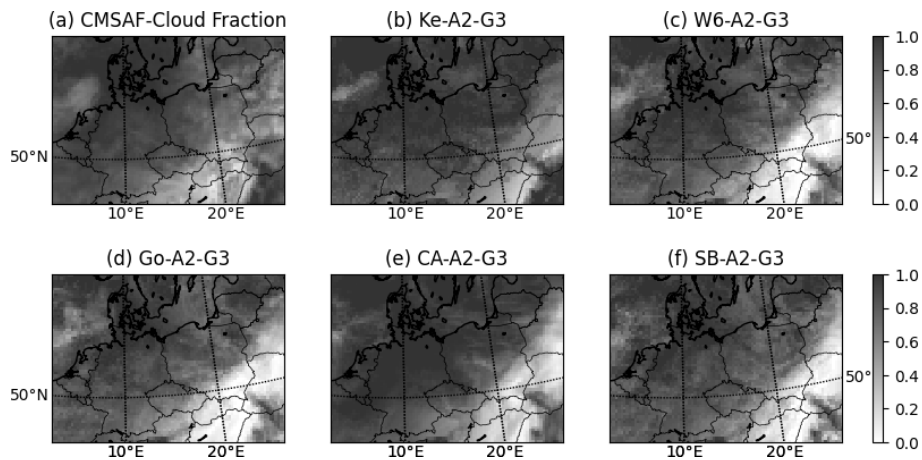 (a) CMSAF-Cloud Fraction (b) Ke-A2-G3 (c) W6-A2-G3
1.0
0.8
0.6
0.4
0.2
0.0
50°N
50°
10°E 20°E 10°E 20°E 10°E 20°E
(d) Go-A2-G3 (e) CA-A2-G3 (f) SB-A2-G3
1.0
0.8
0.6
0.4
0.2
0.0
50°N
50°
10°E 20°E 10°E 20°E 10°E 20°E